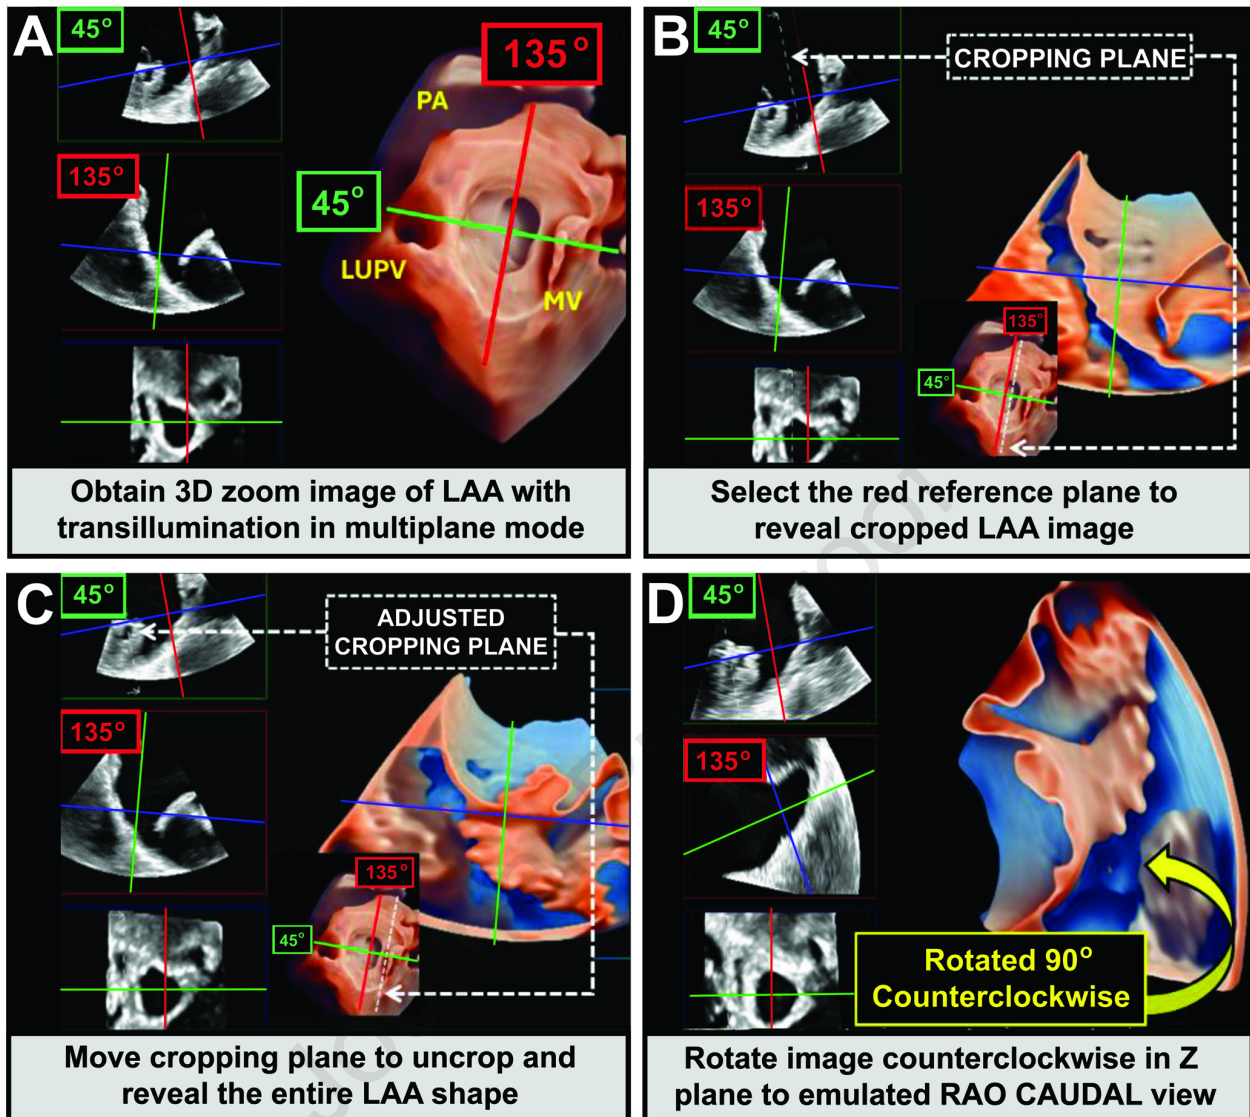 A
45°
135°
135°
45°
PA
LUPV
MV
Obtain 3D zoom image of LAA with
transillumination in multiplane mode
B
45°
CROPPING PLANE
135°
135°
45°
Select the red reference plane to
reveal cropped LAA image
C
45°
ADJUSTED
CROPPING PLANE
135°
135°
45°
Move cropping plane to uncrop and
reveal the entire LAA shape
D
45°
135°
Rotated 90°
Counterclockwise
Rotate image counterclockwise in Z
plane to emulated RAO CAUDAL view